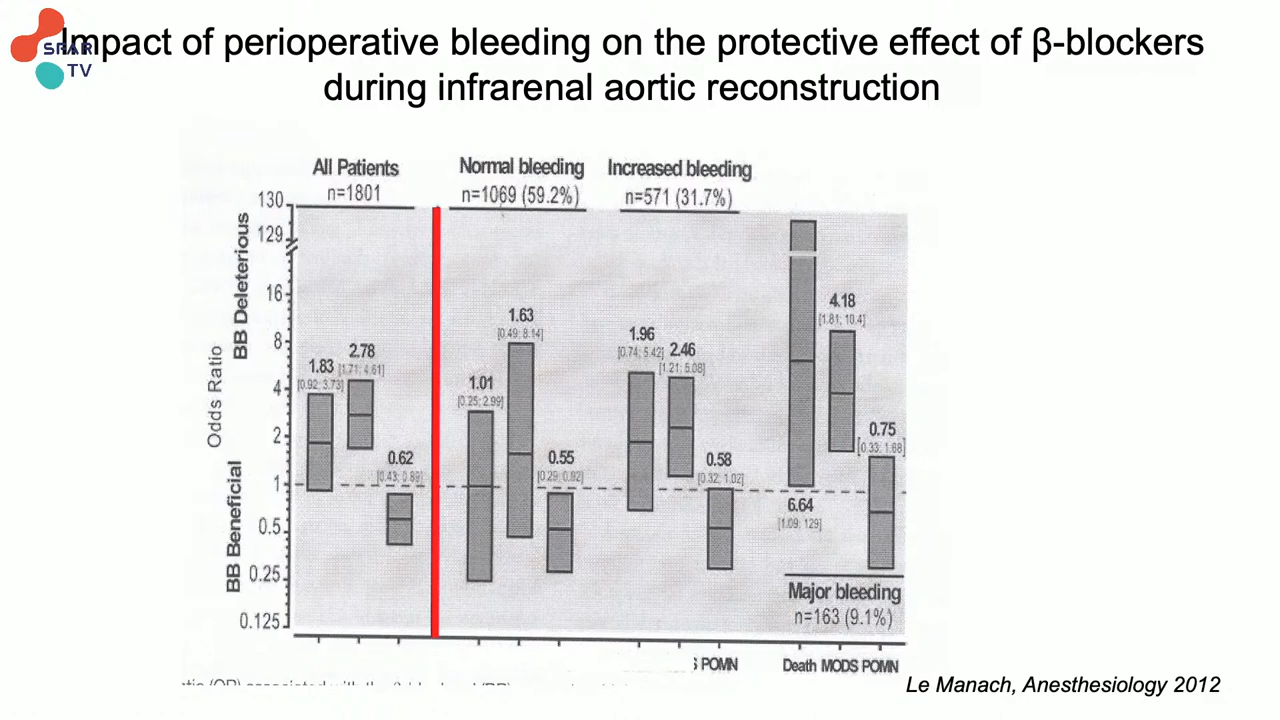 SFAR
TV
Impact of perioperative bleeding on the protective effect of β-blockers
during infrarenal aortic reconstruction
All Patients
n=1801
Normal bleeding
n=1069 (59.2%)
Increased bleeding
n=571 (31.7%)
BB Deleterious
Odds Ratio
BB Beneficial
130
129
16
8
4
2
1
0.5
0.25
0.125
1.83
[0.92; 3.73]
2.78
[1.71; 4.61]
0.62
[0.43; 0.89]
1.01
[0.25; 2.99]
1.63
[0.49; 8.14]
0.55
[0.29; 0.92]
1.96
[0.74; 5.42]
2.46
[1.21; 5.08]
0.58
[0.32; 1.02]
6.64
[1.09; 129]
4.18
[1.81; 10.4]
0.75
[0.33; 1.68]
Major bleeding
n=163 (9.1%)
S POMN
Death MODS POMN
Le Manach, Anesthesiology 2012